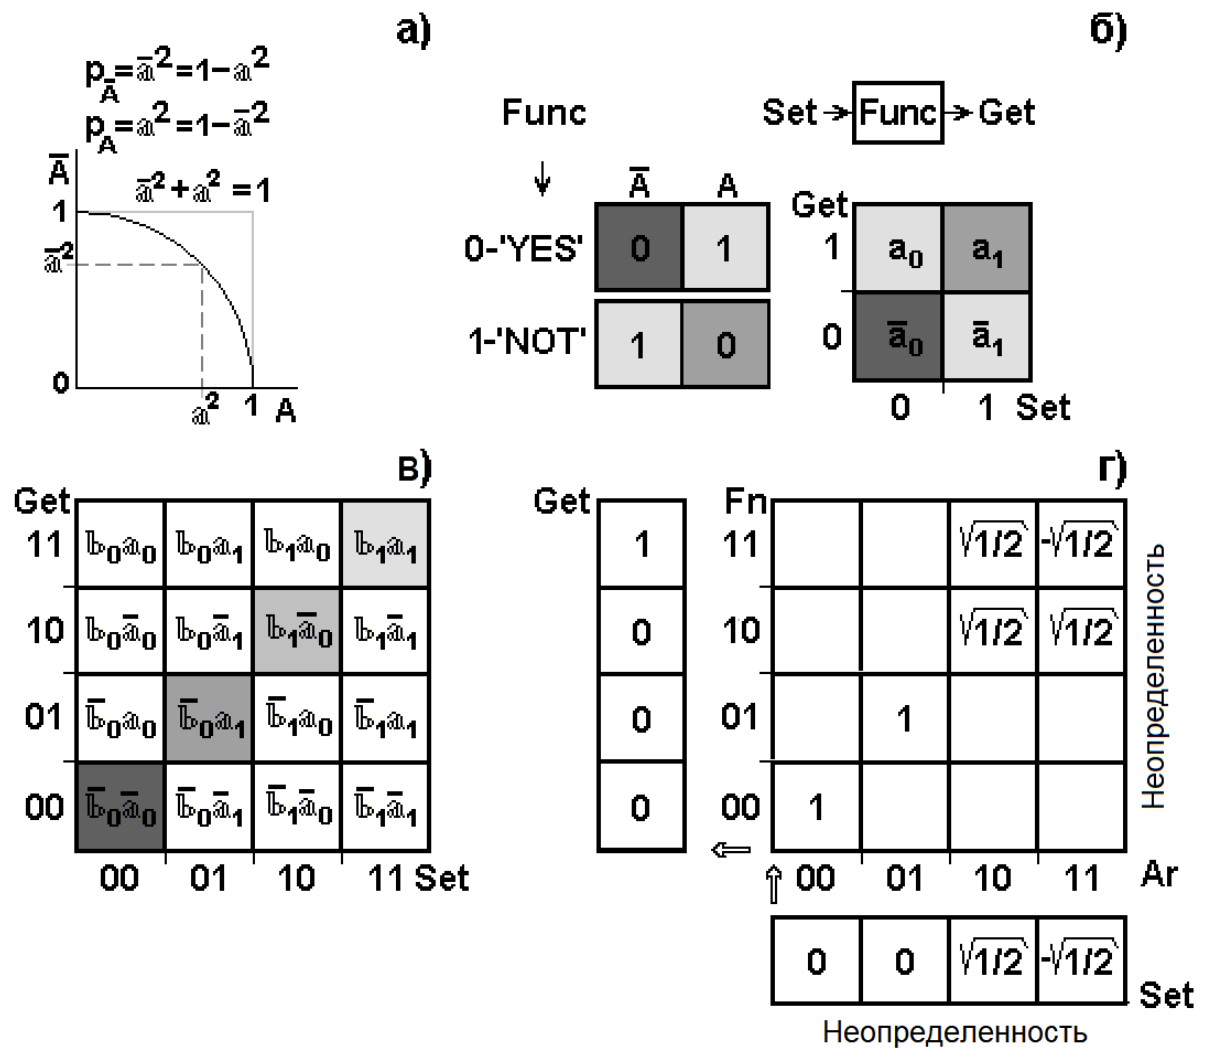 а)
p_Ā=𝕒̄²=1−𝕒²
p_A=𝕒²=1−𝕒̄²
Ā
𝕒̄²+𝕒²=1
1
𝕒̄²
0
𝕒² 1 A
б)
Func
↓
Ā A
0-'YES' 0 1
1-'NOT' 1 0
Set→Func→Get
Get
1 a₀ a₁
0 ā₀ ā₁
0 1 Set
в)
Get
11 𝕓₀𝕒₀ 𝕓₀𝕒₁ 𝕓₁𝕒₀ 𝕓₁𝕒₁
10 𝕓₀𝕒̄₀ 𝕓₀𝕒̄₁ 𝕓₁𝕒̄₀ 𝕓₁𝕒̄₁
01 𝕓̄₀𝕒₀ 𝕓̄₀𝕒₁ 𝕓̄₁𝕒₀ 𝕓̄₁𝕒₁
00 𝕓̄₀𝕒̄₀ 𝕓̄₀𝕒̄₁ 𝕓̄₁𝕒̄₀ 𝕓̄₁𝕒̄₁
00 01 10 11 Set
г)
Get Fn
1 11 √1/2 -√1/2
0 10 √1/2 √1/2
0 01 1
0 00 1
⇐
⇑ 00 01 10 11 Ar
0 0 √1/2 -√1/2
Set
Неопределенность
Неопределенность